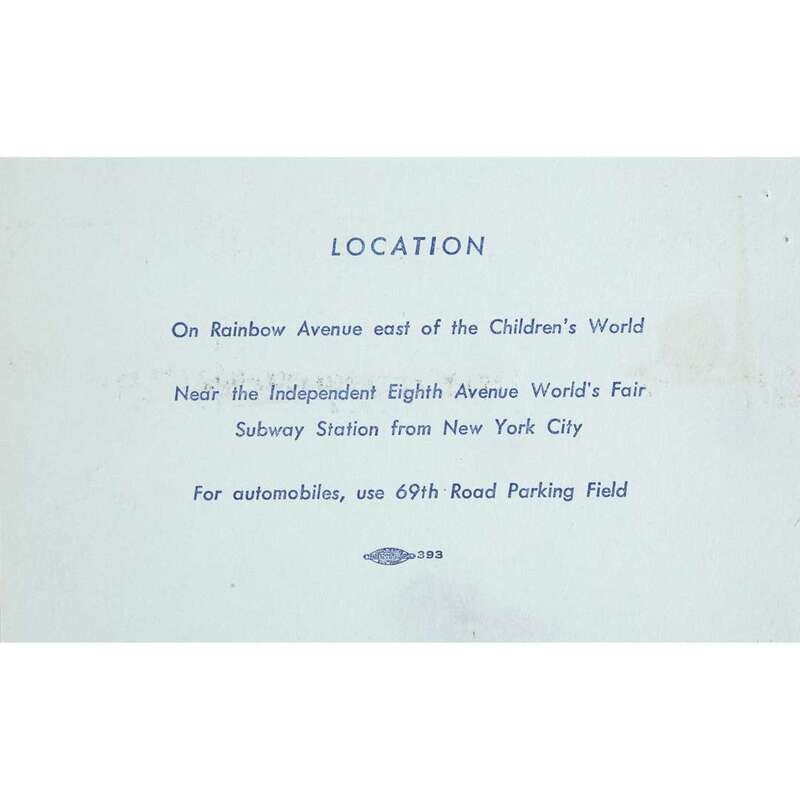 LOCATION
On Rainbow Avenue east of the Children's World
Near the Independent Eighth Avenue World's Fair
Subway Station from New York City
For automobiles, use 69th Road Parking Field
393